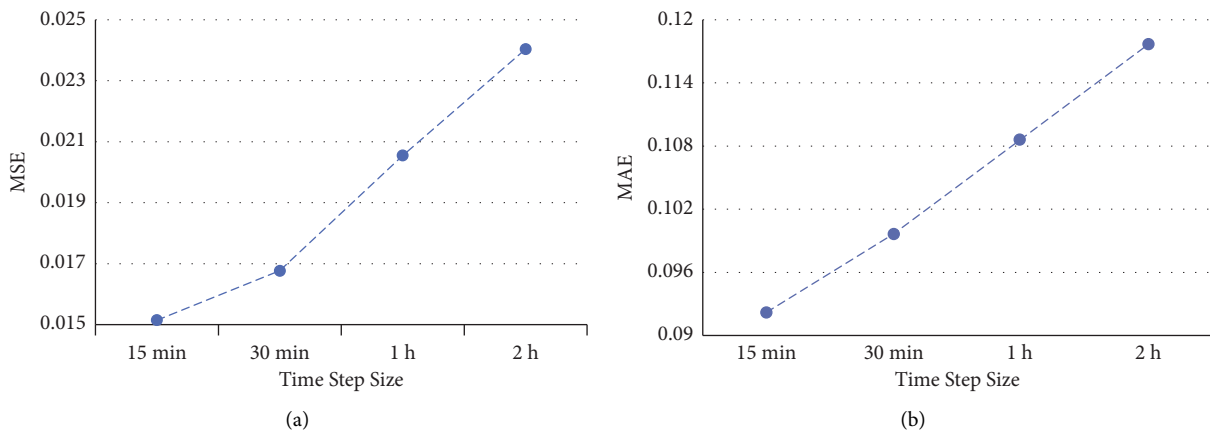 0.025
0.023
0.021
0.019
0.017
0.015
MSE
15 min 30 min 1 h 2 h
Time Step Size
(a)
0.12
0.114
0.108
0.102
0.096
0.09
MAE
15 min 30 min 1 h 2 h
Time Step Size
(b)